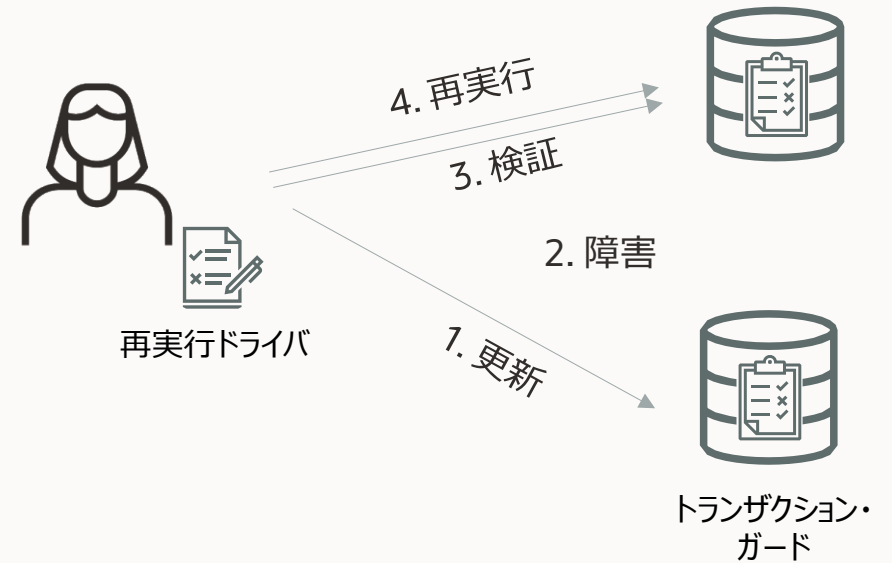 4. 再実行
3. 検証
2. 障害
再実行ドライバ
1. 更新
トランザクション・
ガード